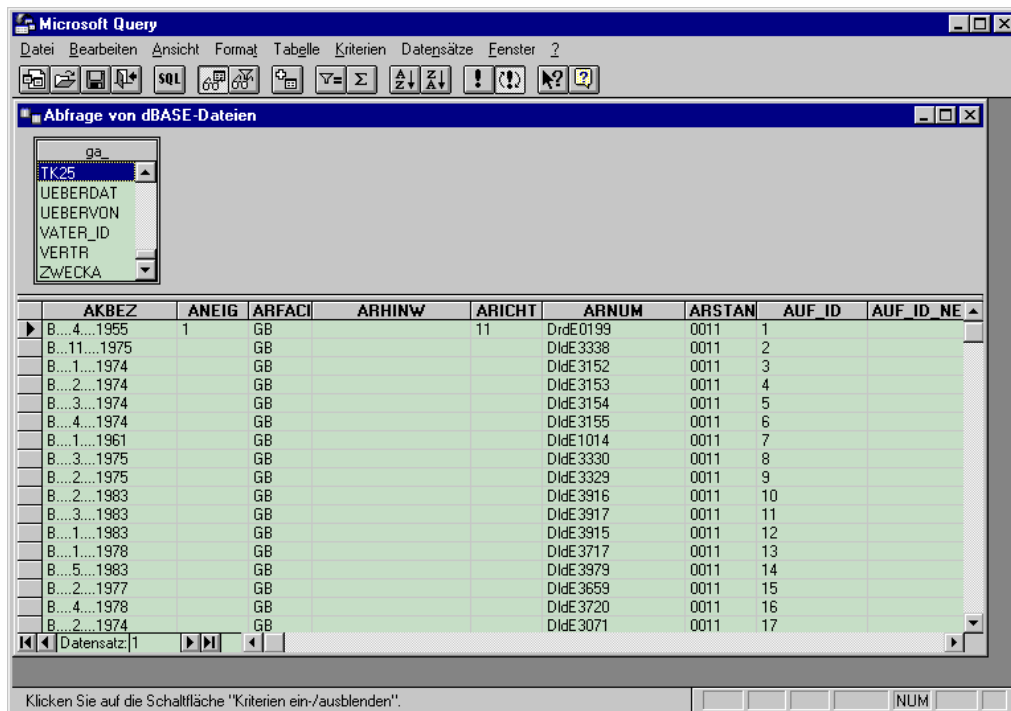 Microsoft Query
Datei Bearbeiten Ansicht Format Tabelle Kriterien Datensätze Fenster ?
SQL
Abfrage von dBASE-Dateien
ga_
TK25
UEBERDAT
UEBERVON
VATER_ID
VERTR
ZWECKA
AKBEZ ANEIG ARFACI ARHINW ARICHT ARNUM ARSTAN AUF_ID AUF_ID_NE
B....4....1955 1 GB 11 DrdE0199 0011 1
B...11....1975 GB DldE3338 0011 2
B....1....1974 GB DldE3152 0011 3
B....2....1974 GB DldE3153 0011 4
B....3....1974 GB DldE3154 0011 5
B....4....1974 GB DldE3155 0011 6
B....1....1961 GB DldE1014 0011 7
B....3....1975 GB DldE3330 0011 8
B....2....1975 GB DldE3329 0011 9
B....2....1983 GB DldE3916 0011 10
B....3....1983 GB DldE3917 0011 11
B....1....1983 GB DldE3915 0011 12
B....1....1978 GB DldE3717 0011 13
B....5....1983 GB DldE3979 0011 14
B....2....1977 GB DldE3659 0011 15
B....4....1978 GB DldE3720 0011 16
B....2....1974 GB DldE3071 0011 17
Datensatz: 1
Klicken Sie auf die Schaltfläche "Kriterien ein-/ausblenden". NUM